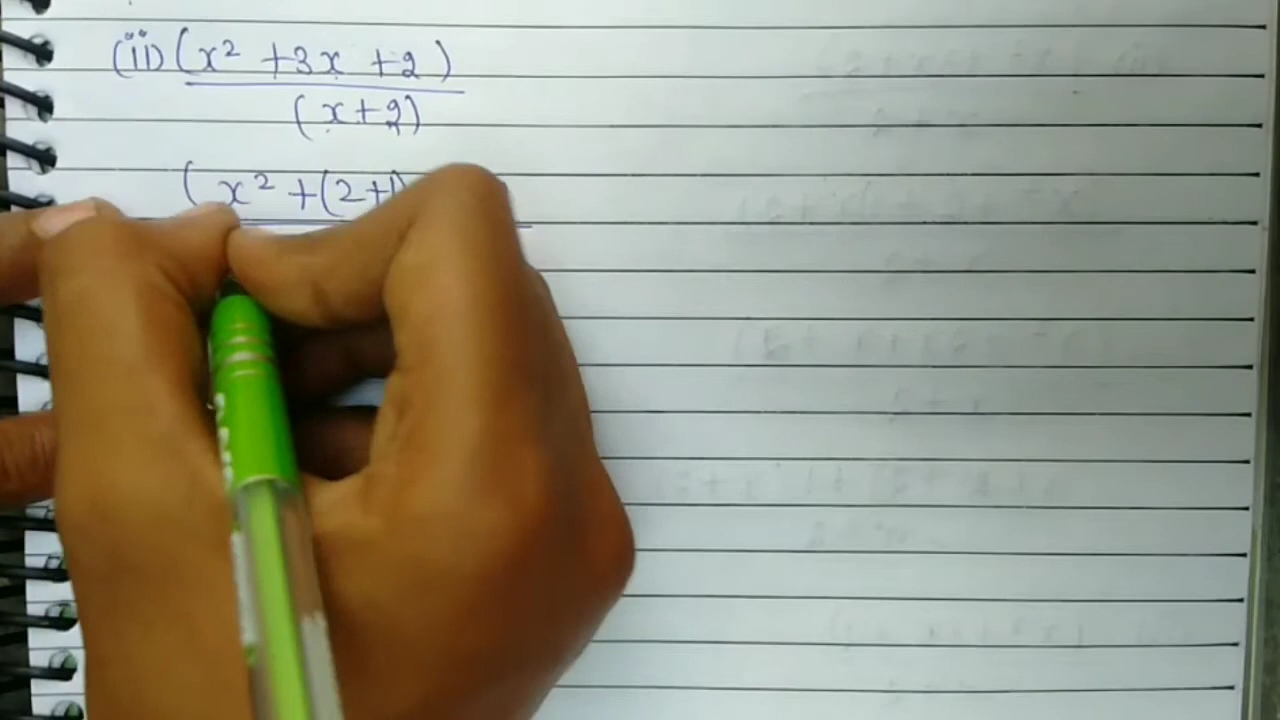 (ii) (x² + 3x + 2)
(x + 2)
( x² + (2+1)